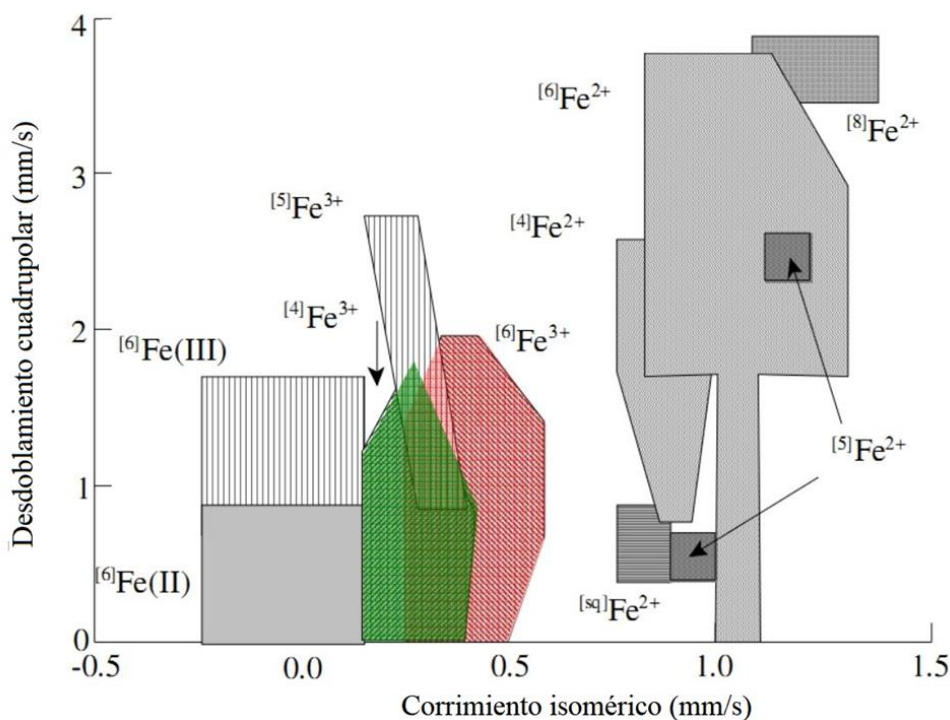 Desdoblamiento cuadrupolar (mm/s)
4
3
2
1
0
[6]Fe2+
[8]Fe2+
[5]Fe3+
[4]Fe2+
[4]Fe3+
[6]Fe(III)
[6]Fe3+
[5]Fe2+
[6]Fe(II)
[sq]Fe2+
-0.5
0.0
0.5
1.0
1.5
Corrimiento isomérico (mm/s)